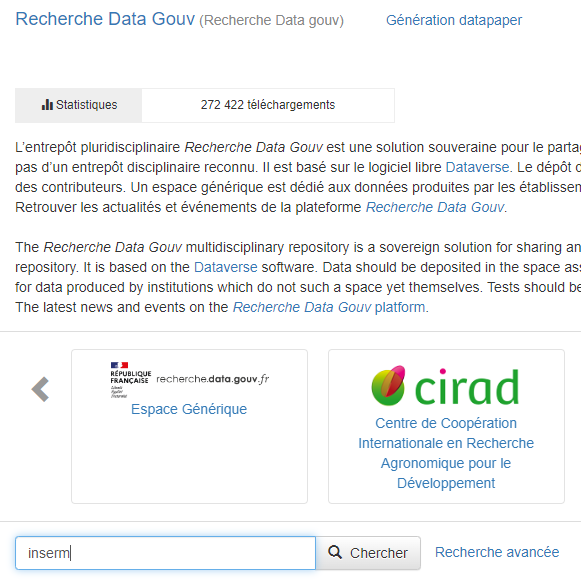 Recherche Data Gouv (Recherche Data gouv) Génération datapaper
Statistiques 272 422 téléchargements
L'entrepôt pluridisciplinaire Recherche Data Gouv est une solution souveraine pour le parta
pas d'un entrepôt disciplinaire reconnu. Il est basé sur le logiciel libre Dataverse. Le dépôt d
des contributeurs. Un espace générique est dédié aux données produites par les établissen
Retrouver les actualités et événements de la plateforme Recherche Data Gouv.
The Recherche Data Gouv multidisciplinary repository is a sovereign solution for sharing an
repository. It is based on the Dataverse software. Data should be deposited in the space ass
for data produced by institutions which do not such a space yet themselves. Tests should be
The latest news and events on the Recherche Data Gouv platform.
RÉPUBLIQUE
FRANÇAISE
Liberté
Égalité
Fraternité
recherche.data.gouv.fr
Espace Générique
cirad
Centre de Coopération
Internationale en Recherche
Agronomique pour le
Développement
inserm Chercher Recherche avancée